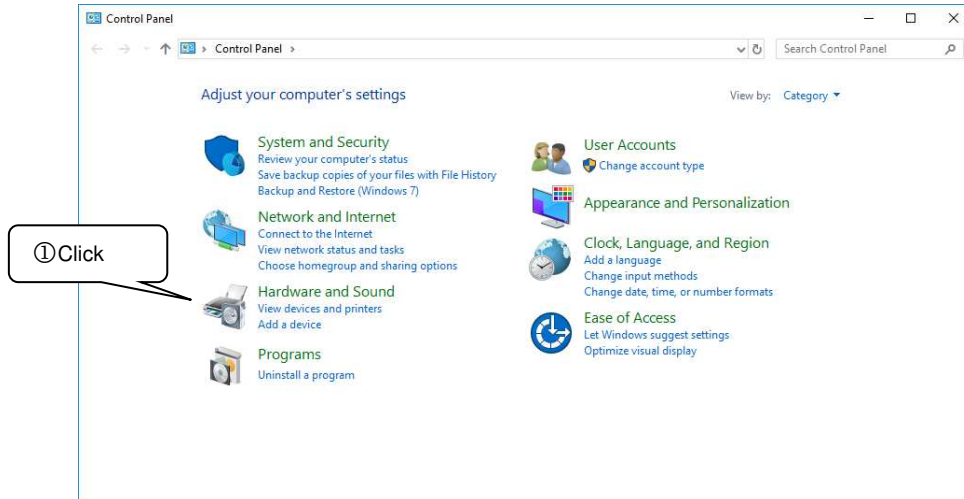 Control Panel
Control Panel
Search Control Panel
Adjust your computer's settings
View by: Category
System and Security
Review your computer's status
Save backup copies of your files with File History
Backup and Restore (Windows 7)
Network and Internet
Connect to the Internet
View network status and tasks
Choose homegroup and sharing options
①Click
Hardware and Sound
View devices and printers
Add a device
Programs
Uninstall a program
User Accounts
Change account type
Appearance and Personalization
Clock, Language, and Region
Add a language
Change input methods
Change date, time, or number formats
Ease of Access
Let Windows suggest settings
Optimize visual display